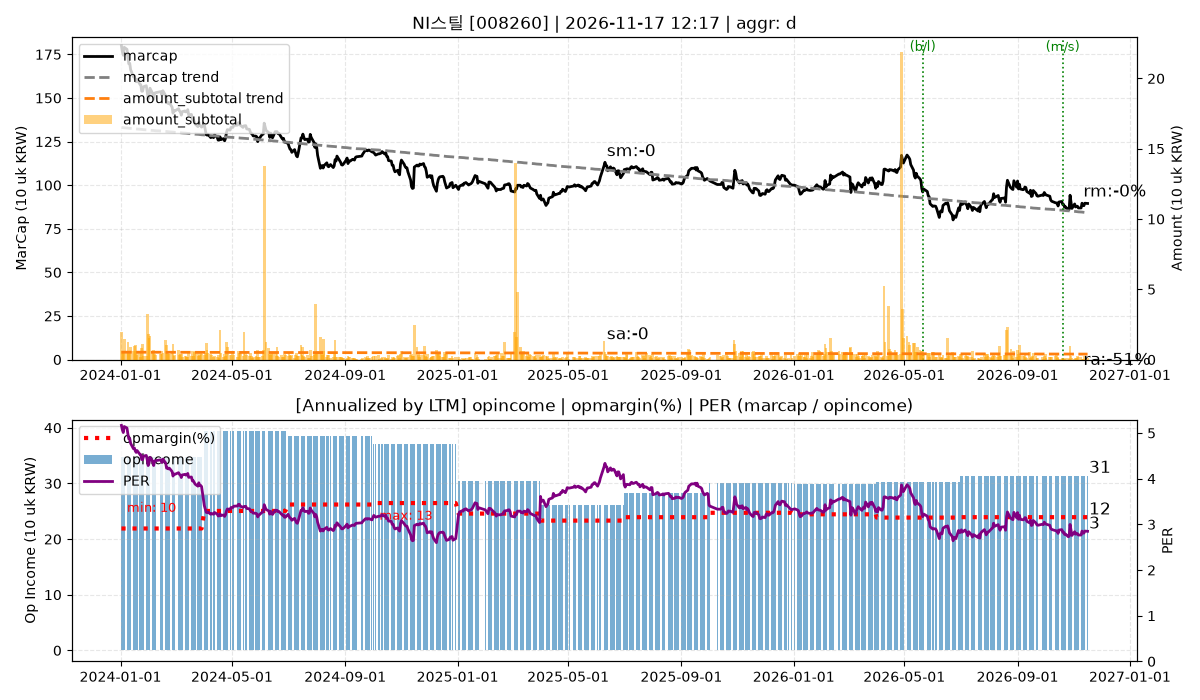 NI스틸 [008260] | 2026-11-17 12:17 | aggr: d
MarCap (10 uk KRW)
175
150
125
100
75
50
25
0
marcap
marcap trend
amount_subtotal trend
amount_subtotal
(b/l)
(m/s)
sm:-0
rm:-0%
sa:-0
ra:-51%
20
15
10
5
0
Amount (10 uk KRW)
2024-01-01 2024-05-01 2024-09-01 2025-01-01 2025-05-01 2025-09-01 2026-01-01 2026-05-01 2026-09-01 2027-01-01
[Annualized by LTM] opincome | opmargin(%) | PER (marcap / opincome)
Op Income (10 uk KRW)
40
30
20
10
0
opmargin(%)
opincome
PER
min: 10
max: 13
31
12
3
5
4
3
2
1
0
PER
2024-01-01 2024-05-01 2024-09-01 2025-01-01 2025-05-01 2025-09-01 2026-01-01 2026-05-01 2026-09-01 2027-01-01